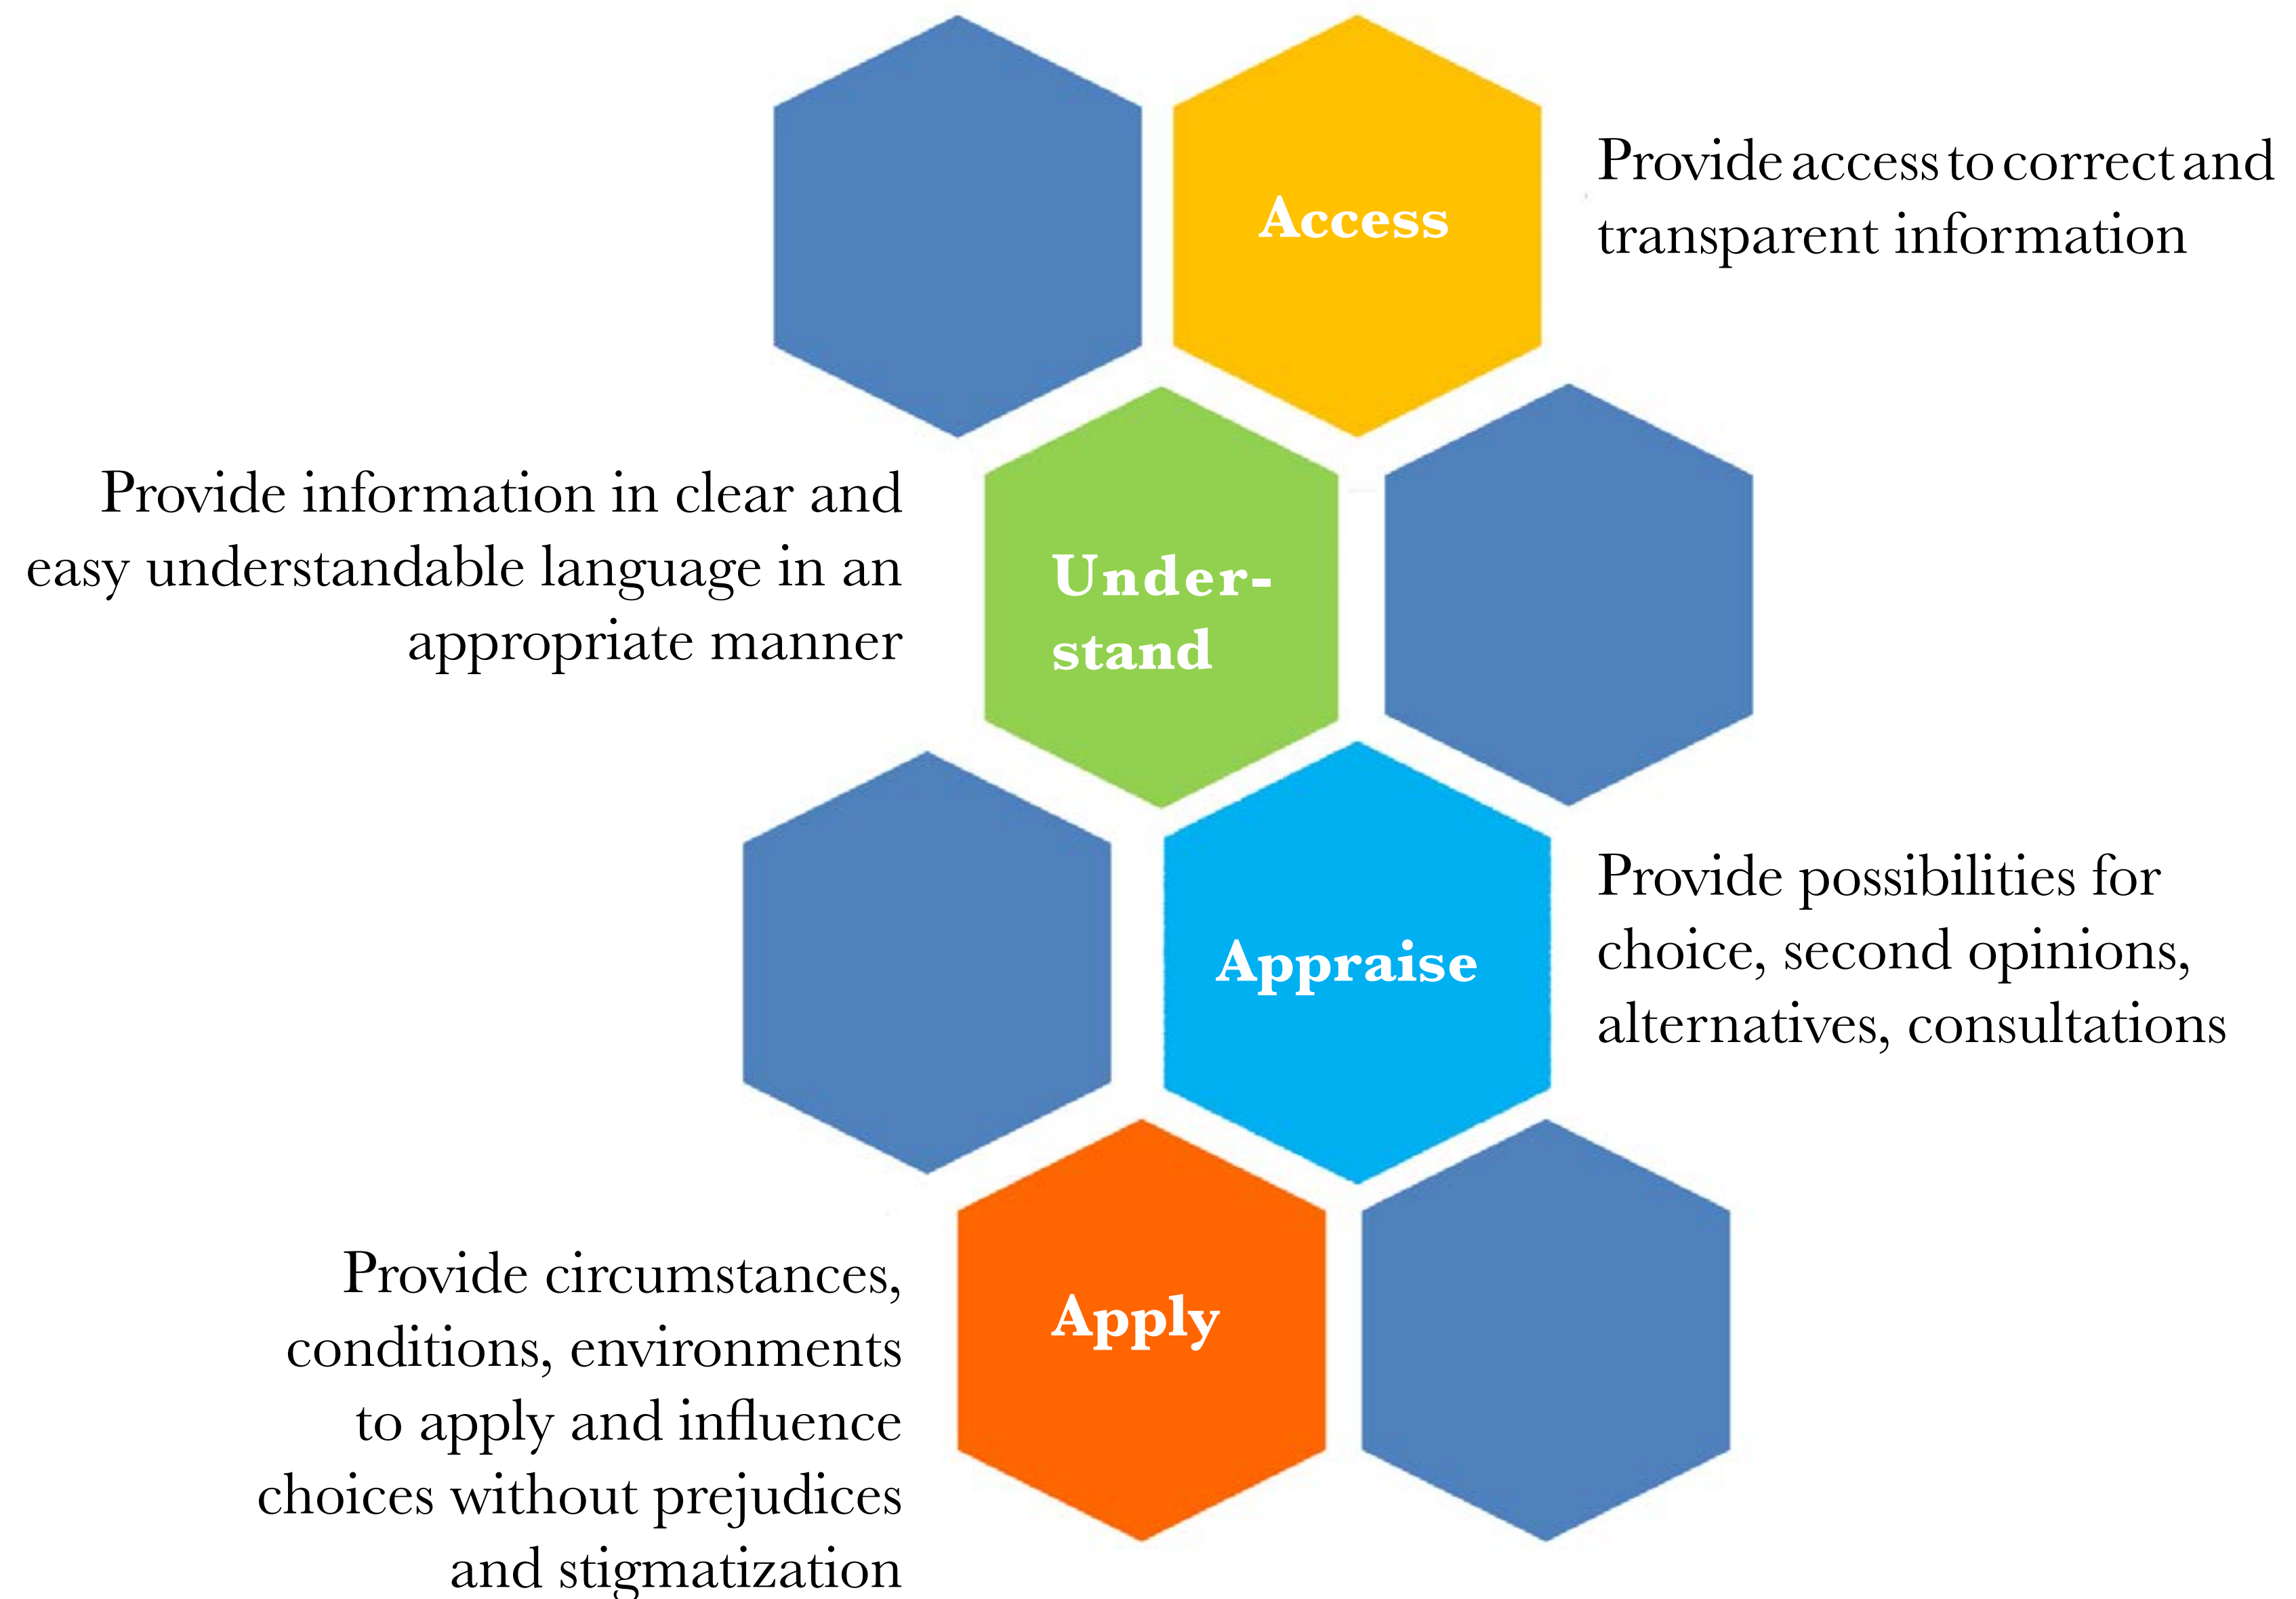 Access
Provide access to correct and
transparent information
Provide information in clear and
easy understandable language in an
appropriate manner
Under-
stand
Appraise
Provide possibilities for
choice, second opinions,
alternatives, consultations
Provide circumstances,
conditions, environments
to apply and influence
choices without prejudices
and stigmatization
Apply